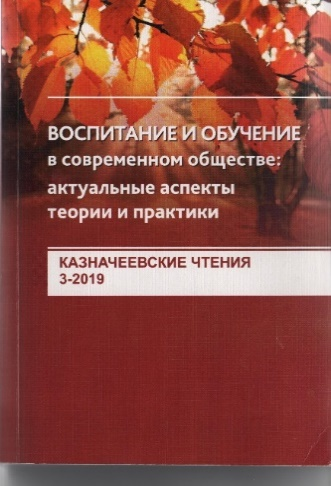 ВОСПИТАНИЕ И ОБУЧЕНИЕ
в современном обществе:
актуальные аспекты
теории и практики
КАЗНАЧЕЕВСКИЕ ЧТЕНИЯ
3-2019